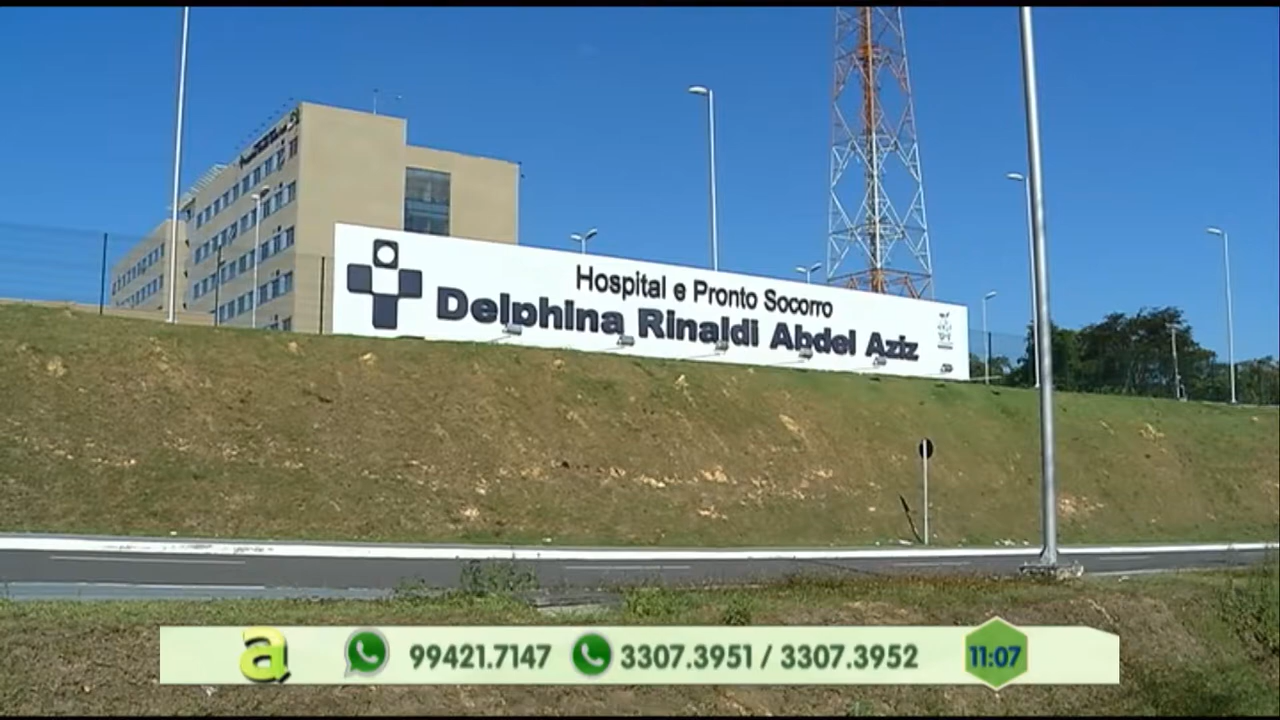 Hospital e Pronto Socorro
Delphina Rinaldi Abdel Aziz
a 99421.7147 3307.3951 / 3307.3952 11:07